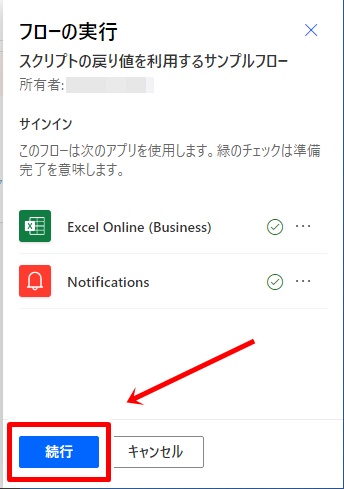 フローの実行
スクリプトの戻り値を利用するサンプルフロー
所有者:
サインイン
このフローは次のアプリを使用します。緑のチェックは準備
完了を意味します。
Excel Online (Business)
Notifications
続行
キャンセル